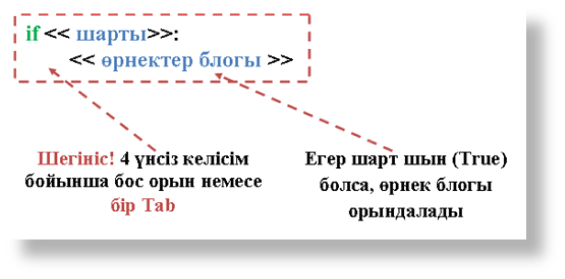 if << шарты>>:
<< өрнектер блогы >>
Шегініс! 4 үнсіз келісім
бойынша бос орын немесе
бір Tab
Егер шарт шын (True)
болса, өрнек блогы
орындалады